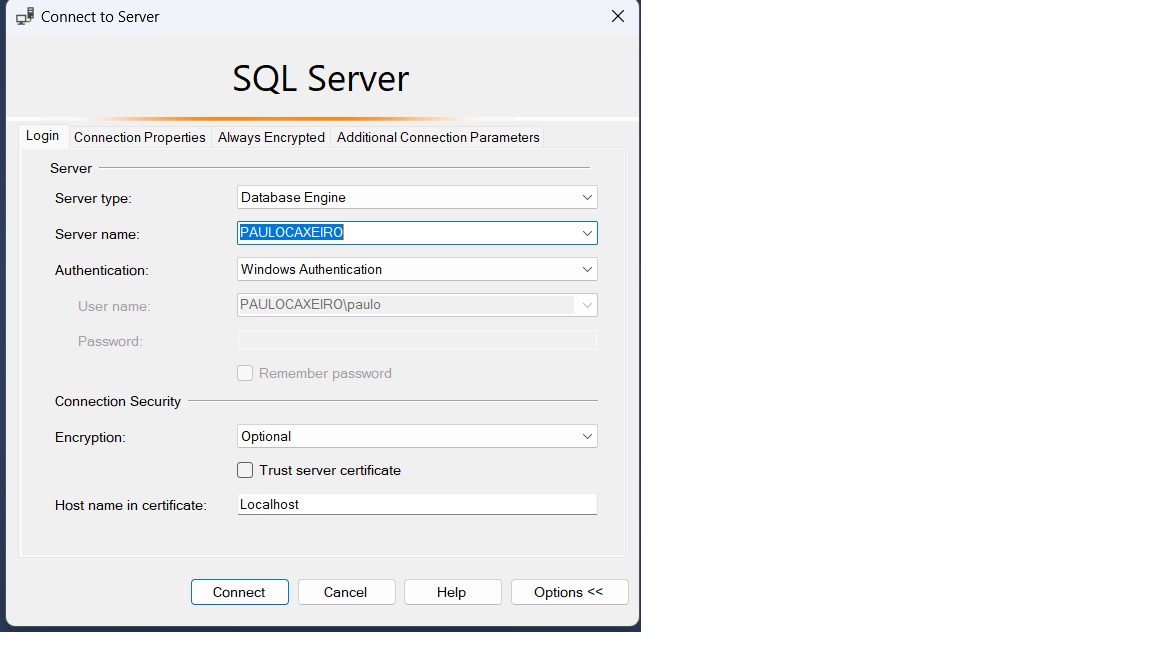 Connect to Server
SQL Server
Login Connection Properties Always Encrypted Additional Connection Parameters
Server
Server type: Database Engine
Server name: PAULOCAXEIRO
Authentication: Windows Authentication
User name: PAULOCAXEIRO\paulo
Password:
Remember password
Connection Security
Encryption: Optional
Trust server certificate
Host name in certificate: Localhost
Connect Cancel Help Options <<